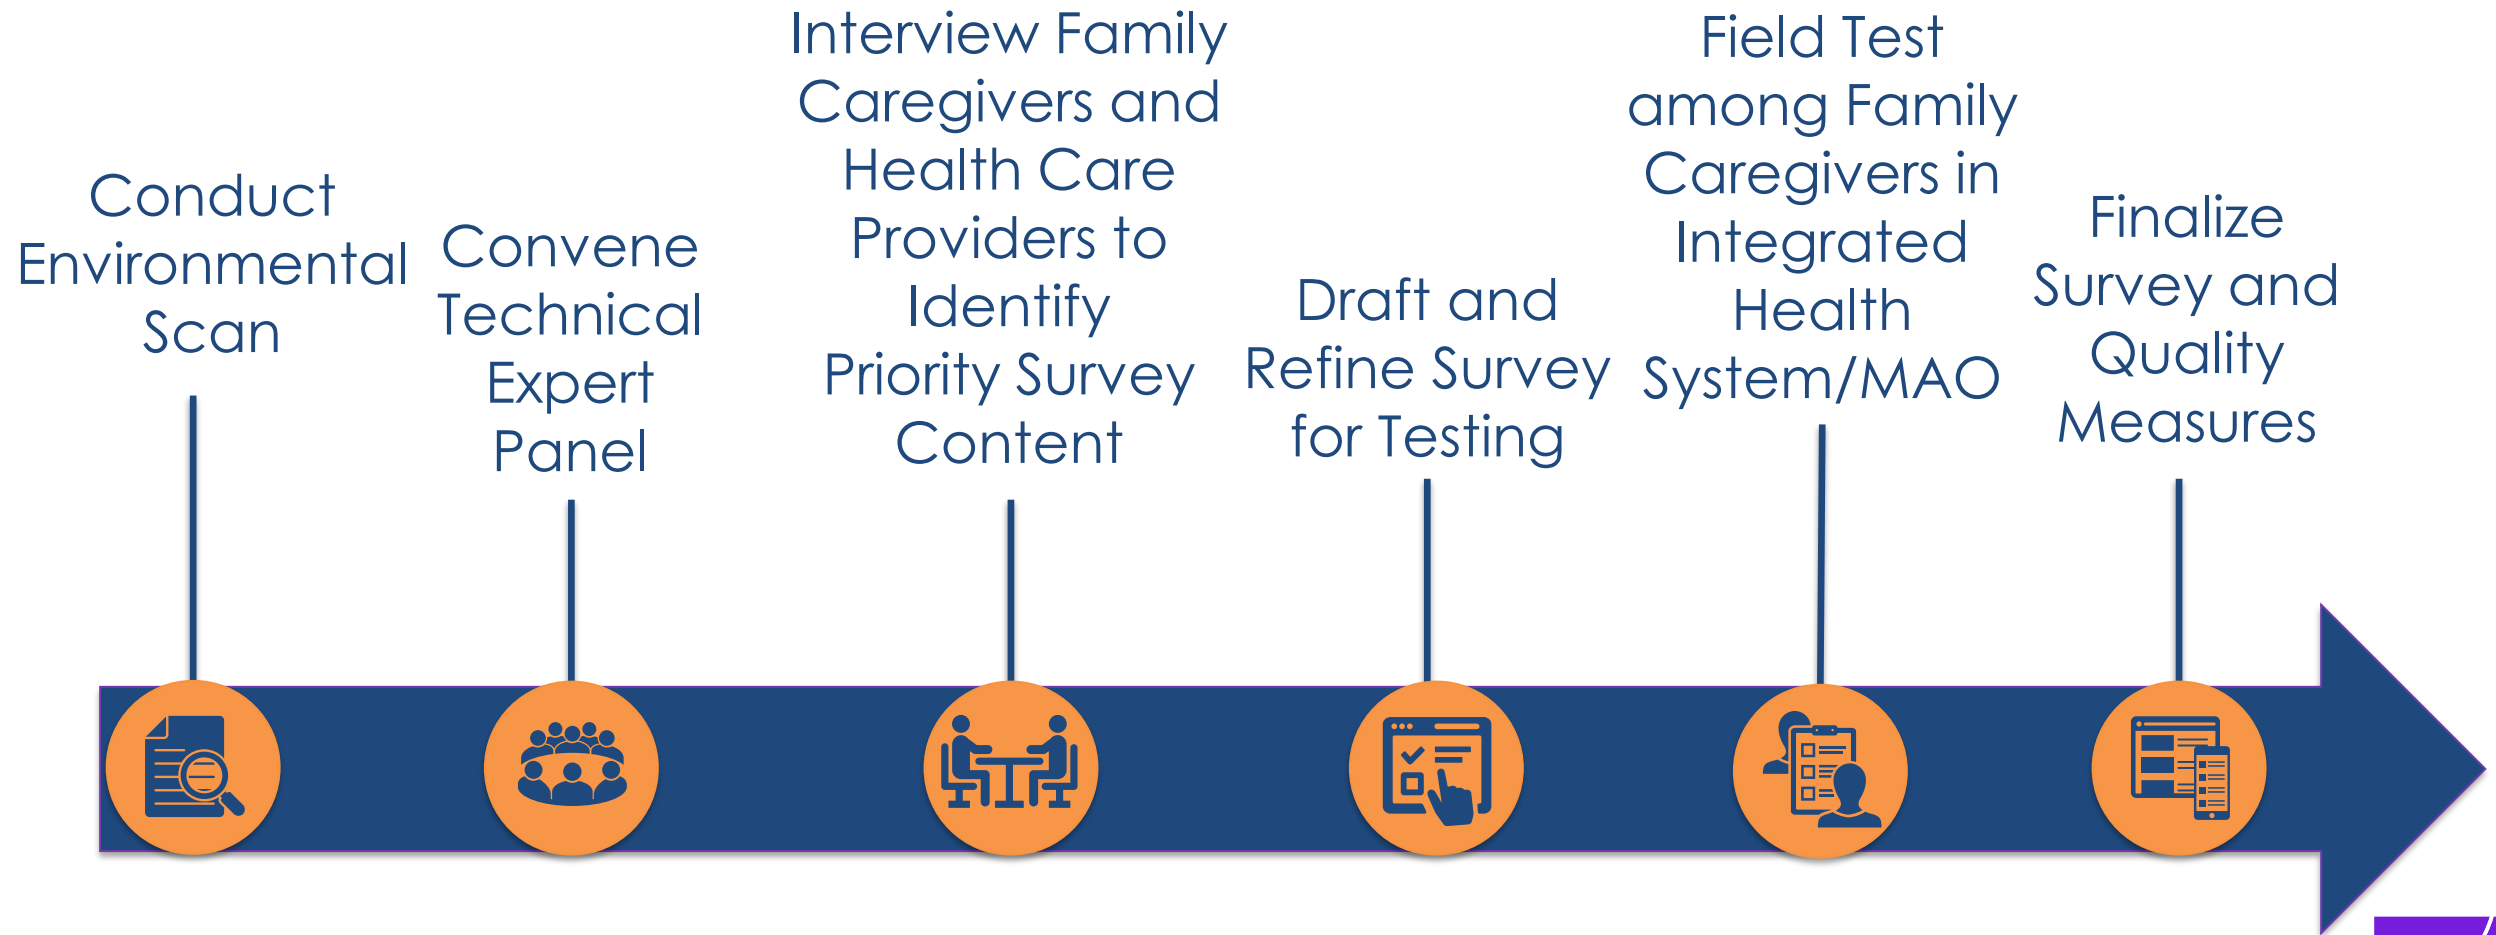 Conduct
Environmental
Scan
Convene
Technical
Expert
Panel
Interview Family
Caregivers and
Health Care
Providers to
Identify
Priority Survey
Content
Draft and
Refine Survey
for Testing
Field Test
among Family
Caregivers in
Integrated
Health
System/MAO
Finalize
Survey and
Quality
Measures